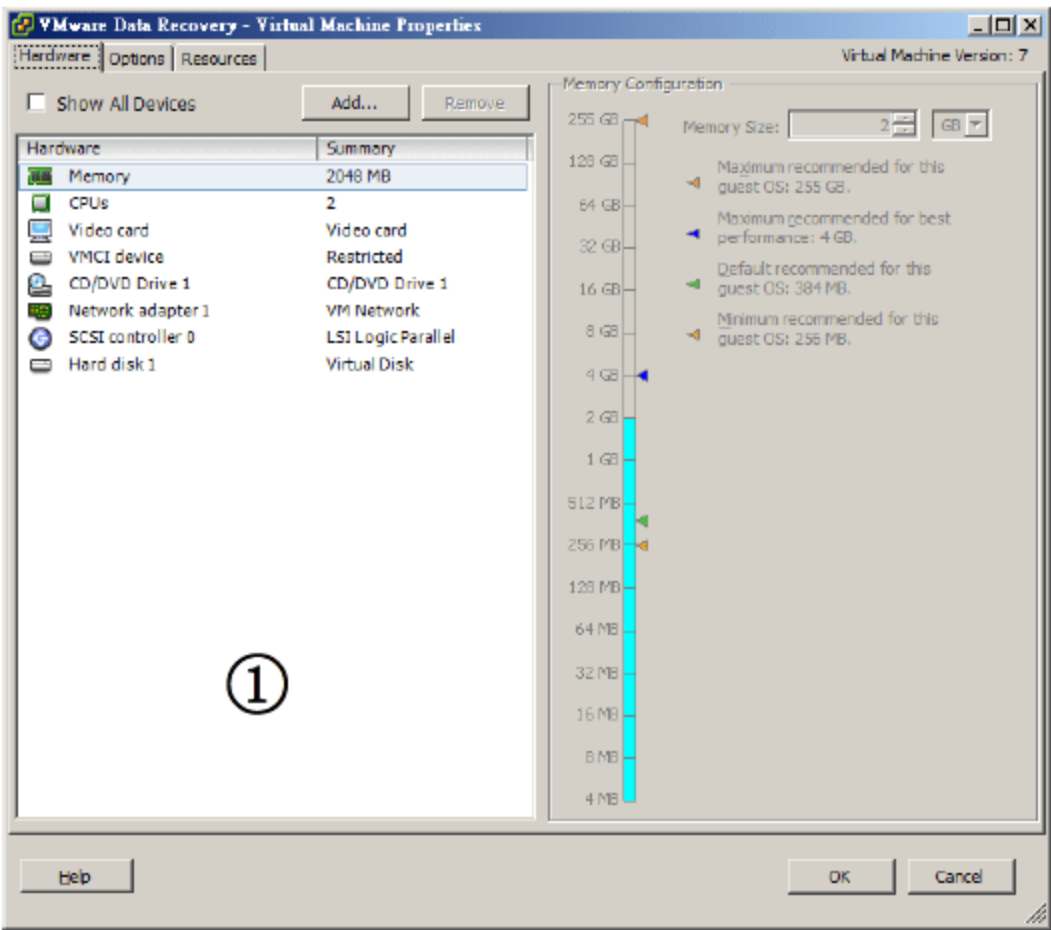 VMware Data Recovery - Virtual Machine Properties
Hardware Options Resources Virtual Machine Version: 7
Show All Devices Add... Remove
Hardware Summary
Memory 2048 MB
CPUs 2
Video card Video card
VMCI device Restricted
CD/DVD Drive 1 CD/DVD Drive 1
Network adapter 1 VM Network
SCSI controller 0 LSI Logic Parallel
Hard disk 1 Virtual Disk
①
Memory Configuration
255 GB
128 GB
64 GB
32 GB
16 GB
8 GB
4 GB
2 GB
1 GB
512 MB
256 MB
128 MB
64 MB
32 MB
16 MB
8 MB
4 MB
Memory Size: 2 GB
Maximum recommended for this
guest OS: 255 GB.
Maximum recommended for best
performance: 4 GB.
Default recommended for this
guest OS: 384 MB.
Minimum recommended for this
guest OS: 256 MB.
Help OK Cancel